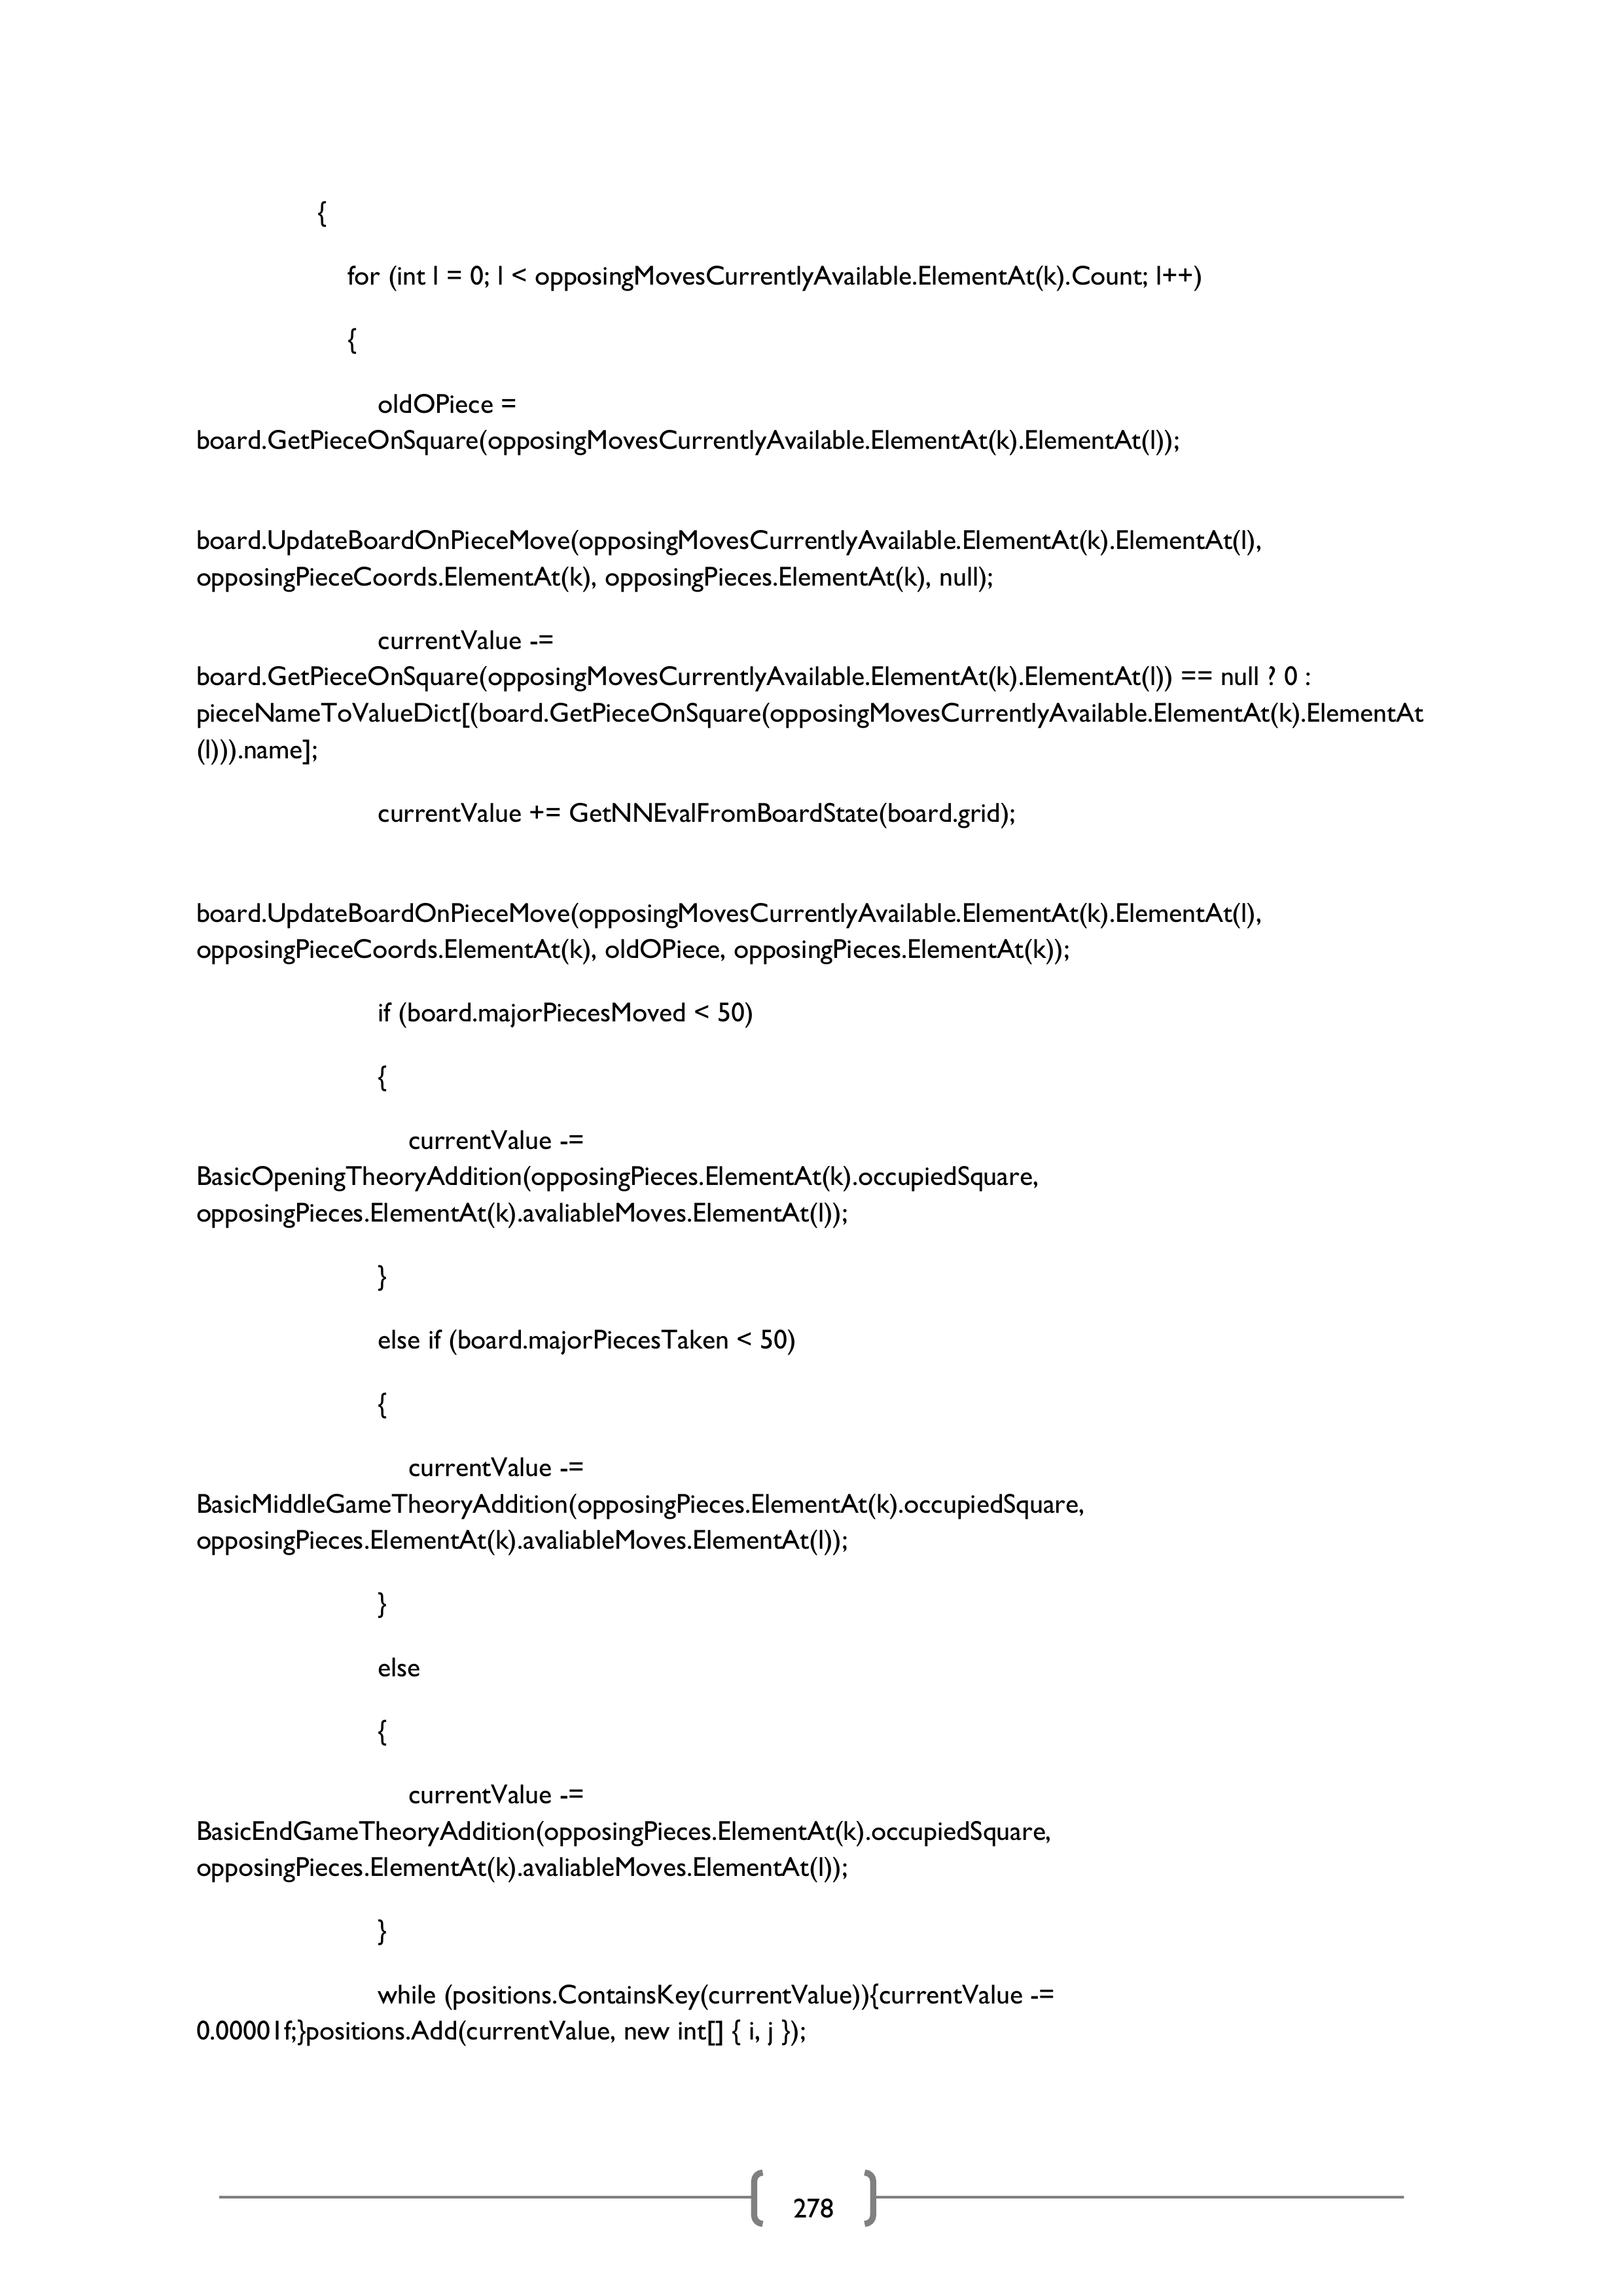 {
for (int l = 0; l < opposingMovesCurrentlyAvailable.ElementAt(k).Count; l++)
{
oldOPiece =
board.GetPieceOnSquare(opposingMovesCurrentlyAvailable.ElementAt(k).ElementAt(l));
board.UpdateBoardOnPieceMove(opposingMovesCurrentlyAvailable.ElementAt(k).ElementAt(l),
opposingPieceCoords.ElementAt(k), opposingPieces.ElementAt(k), null);
currentValue -=
board.GetPieceOnSquare(opposingMovesCurrentlyAvailable.ElementAt(k).ElementAt(l)) == null ? 0 :
pieceNameToValueDict[(board.GetPieceOnSquare(opposingMovesCurrentlyAvailable.ElementAt(k).ElementAt
(l))).name];
currentValue += GetNNEvalFromBoardState(board.grid);
board.UpdateBoardOnPieceMove(opposingMovesCurrentlyAvailable.ElementAt(k).ElementAt(l),
opposingPieceCoords.ElementAt(k), oldOPiece, opposingPieces.ElementAt(k));
if (board.majorPiecesMoved < 50)
{
currentValue -=
BasicOpeningTheoryAddition(opposingPieces.ElementAt(k).occupiedSquare,
opposingPieces.ElementAt(k).avaliableMoves.ElementAt(l));
}
else if (board.majorPiecesTaken < 50)
{
currentValue -=
BasicMiddleGameTheoryAddition(opposingPieces.ElementAt(k).occupiedSquare,
opposingPieces.ElementAt(k).avaliableMoves.ElementAt(l));
}
else
{
currentValue -=
BasicEndGameTheoryAddition(opposingPieces.ElementAt(k).occupiedSquare,
opposingPieces.ElementAt(k).avaliableMoves.ElementAt(l));
}
while (positions.ContainsKey(currentValue)){currentValue -=
0.00001f;}positions.Add(currentValue, new int[] { i, j });
278